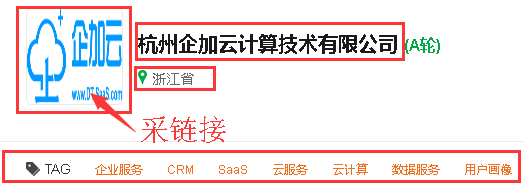 企加云
www.DT-SaaS.com
杭州企加云计算技术有限公司 (A轮)
浙江省
采链接
TAG 企业服务 CRM SaaS 云服务 云计算 数据服务 用户画像